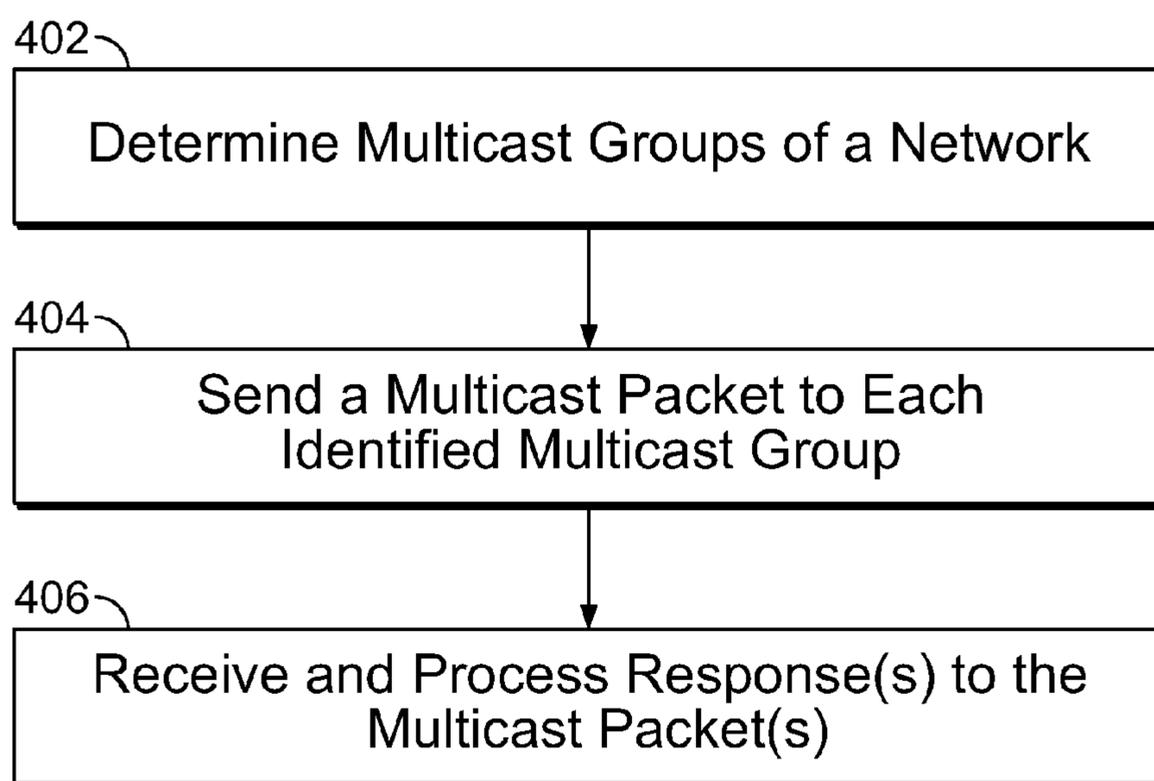 402
Determine Multicast Groups of a Network
404
Send a Multicast Packet to Each
Identified Multicast Group
406
Receive and Process Response(s) to the
Multicast Packet(s)